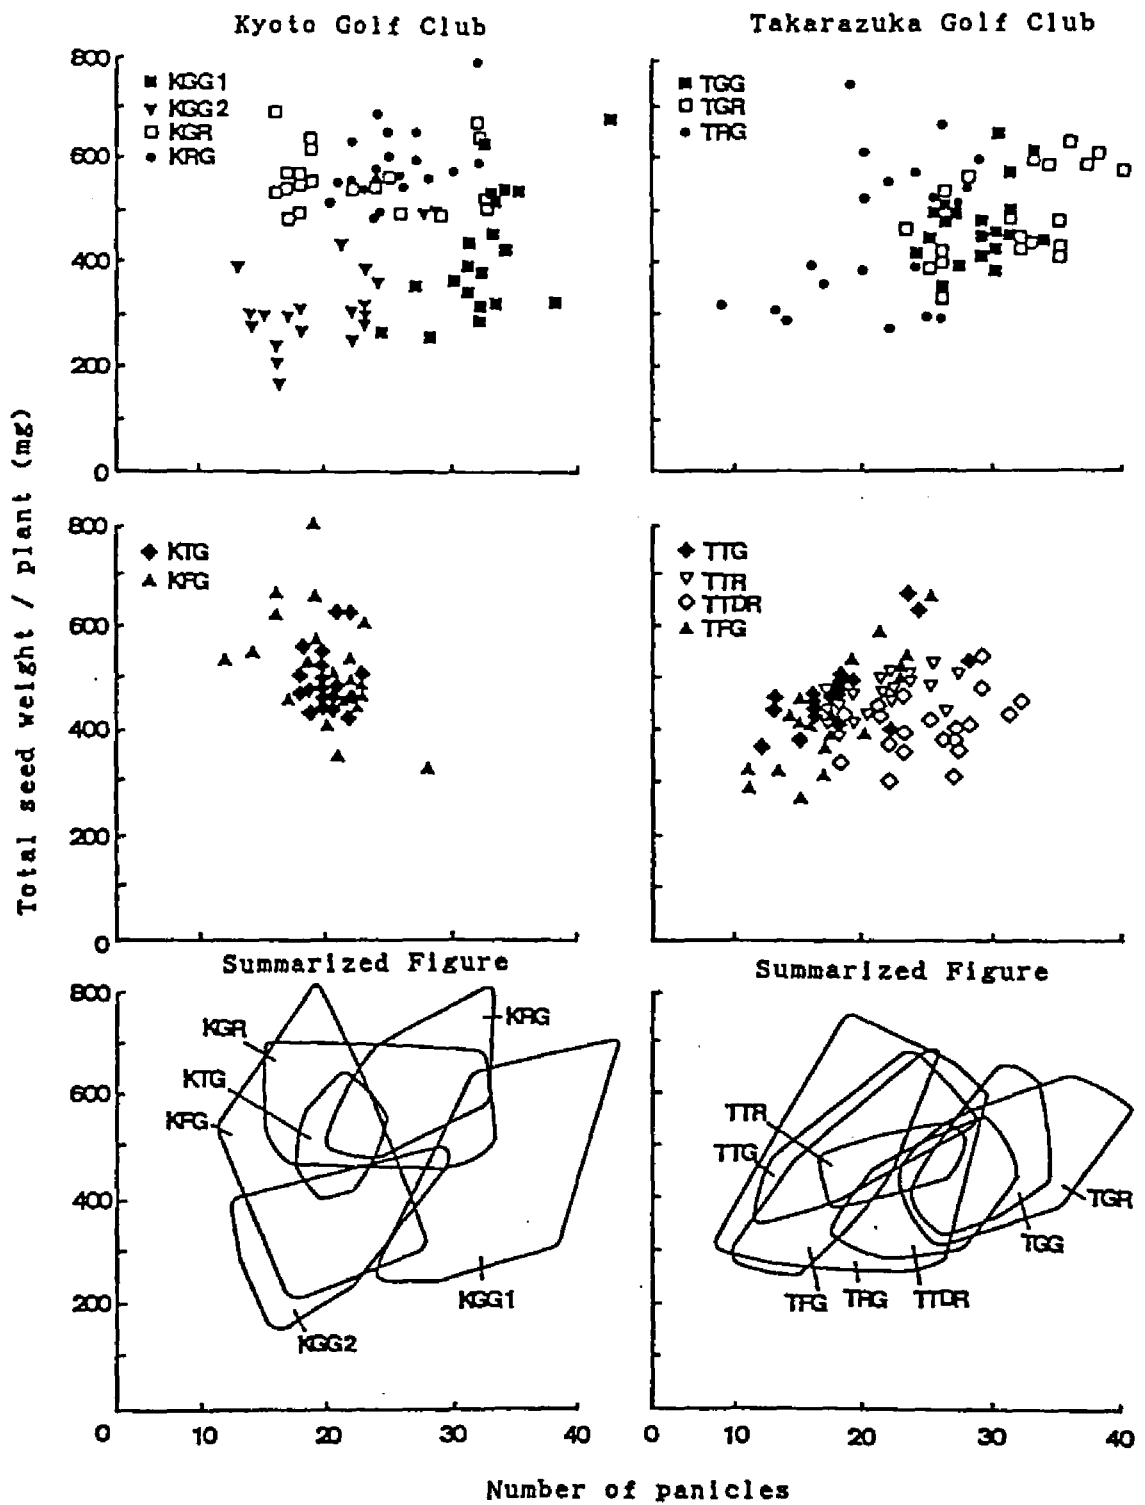 Kyoto Golf Club
Takarazuka Golf Club
800
600
400
200
0
KGG1
KGG2
KGR
KRG
TGG
TGR
TRG
800
600
400
200
0
KTG
KFG
TTG
TTR
TTDR
TFG
Total seed weight / plant (mg)
Summarized Figure
Summarized Figure
800
600
400
200
0
KGR
KTG
KFG
KRG
KGG1
KGG2
TTR
TTG
TFG
TRG
TTDR
TGG
TGR
10 20 30 40
0 10 20 30 40
Number of panicles